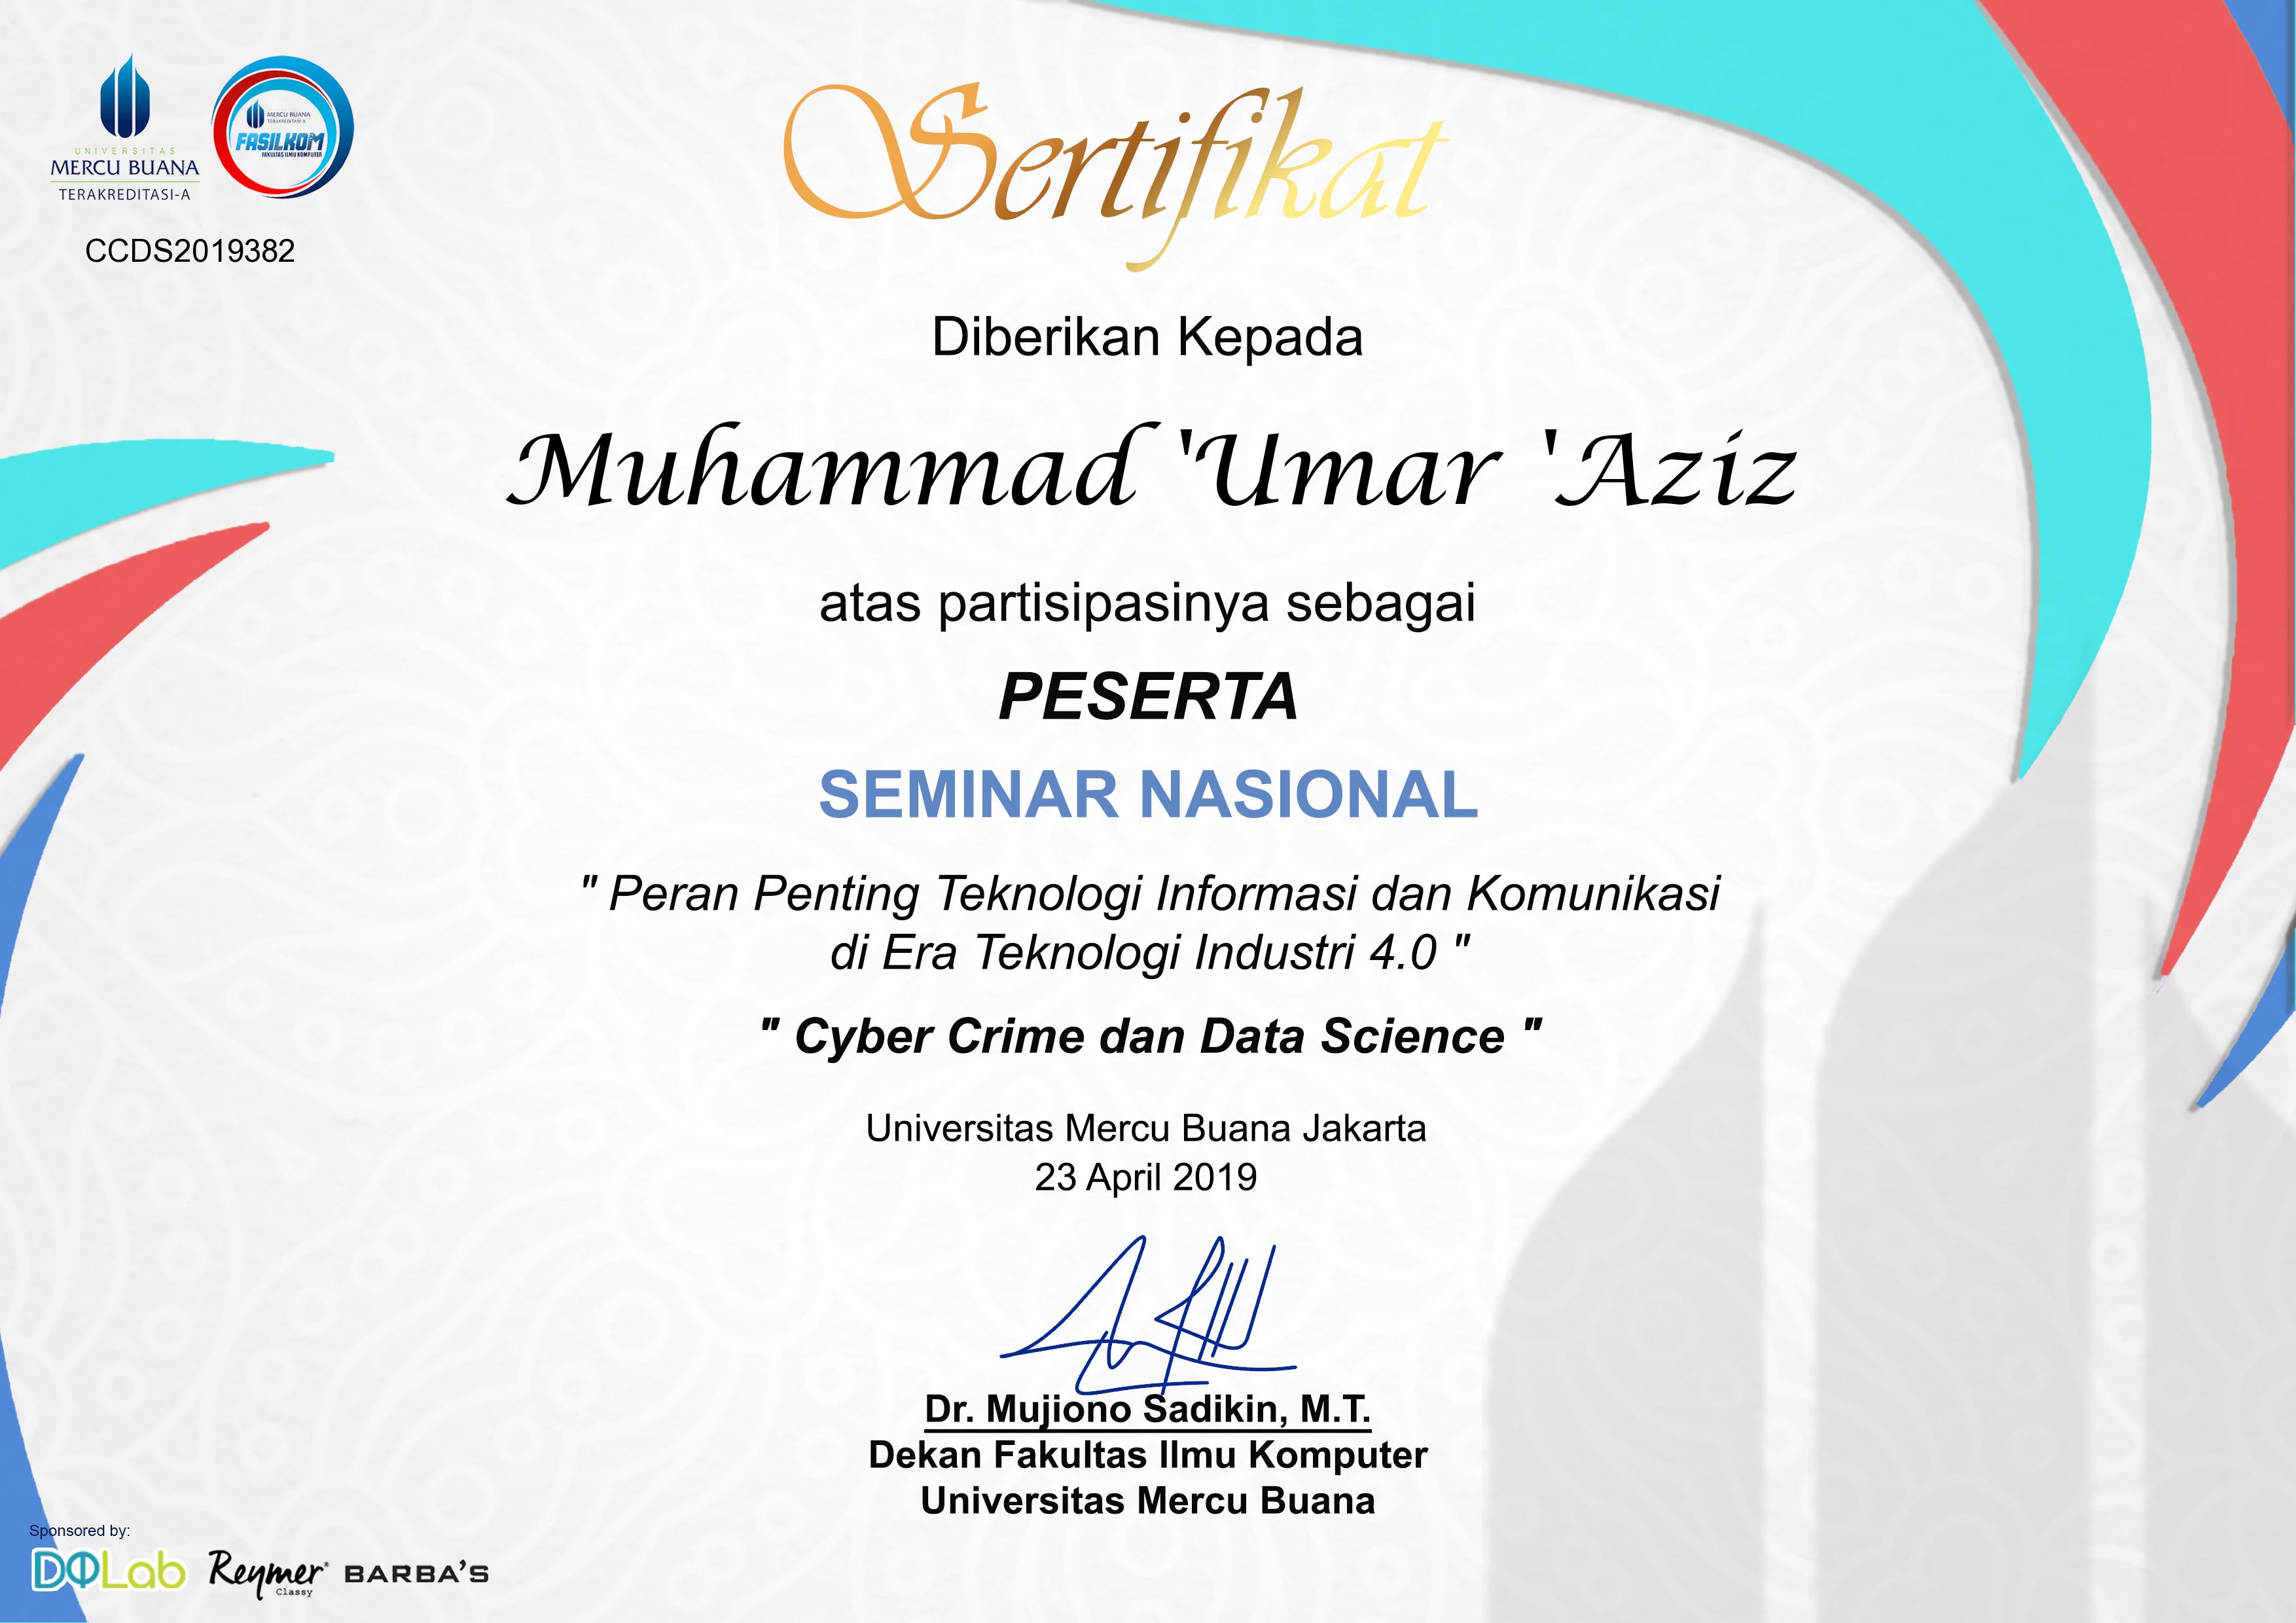 UNIVERSITAS
MERCU BUANA
TERAKREDITASI-A
MERCU BUANA
TERAKREDITASI-A
FASILKOM
FAKULTAS ILMU KOMPUTER
CCDS2019382
Sertifikat
Diberikan Kepada
Muhammad 'Umar 'Aziz
atas partisipasinya sebagai
PESERTA
SEMINAR NASIONAL
" Peran Penting Teknologi Informasi dan Komunikasi
di Era Teknologi Industri 4.0 "
" Cyber Crime dan Data Science "
Universitas Mercu Buana Jakarta
23 April 2019
Dr. Mujiono Sadikin, M.T.
Dekan Fakultas Ilmu Komputer
Universitas Mercu Buana
Sponsored by:
DQLab Reymer® BARBA'S
Classy